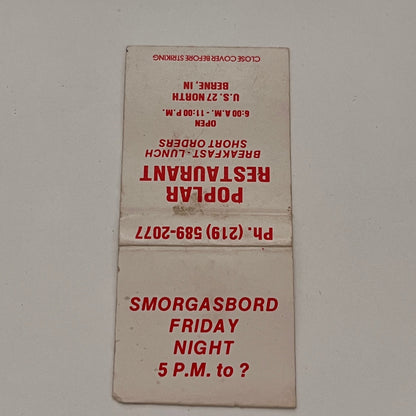 CLOSE COVER BEFORE STRIKING
POPLAR
RESTAURANT
BREAKFAST - LUNCH
SHORT ORDERS
OPEN
6:00 A.M. - 11:00 P.M.
U.S. 27 NORTH
BERNE, IN
Ph. (219) 589-2077
SMORGASBORD
FRIDAY
NIGHT
5 P.M. to ?